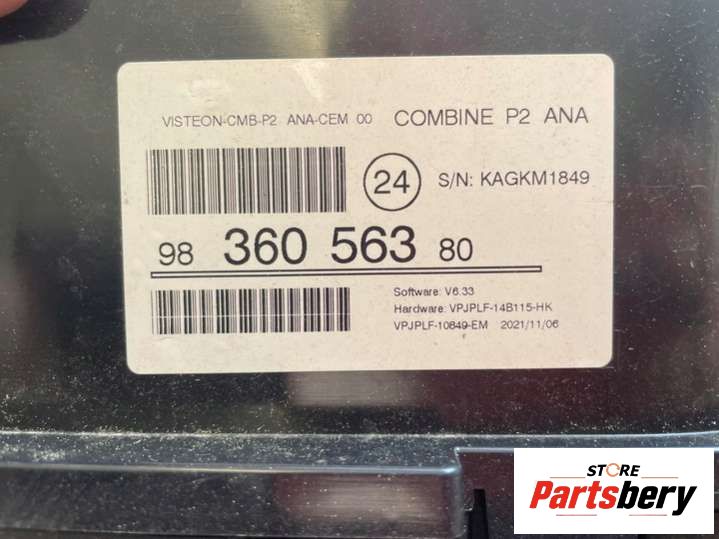 VISTEON-CMB-P2 ANA-CEM 00 COMBINE P2 ANA
24 S/N: KAGKM1849
98 360 563 80
Software: V6.33
Hardware: VPJPLF-14B115-HK
VPJPLF-10849-EM 2021/11/06
STORE
Partsbery